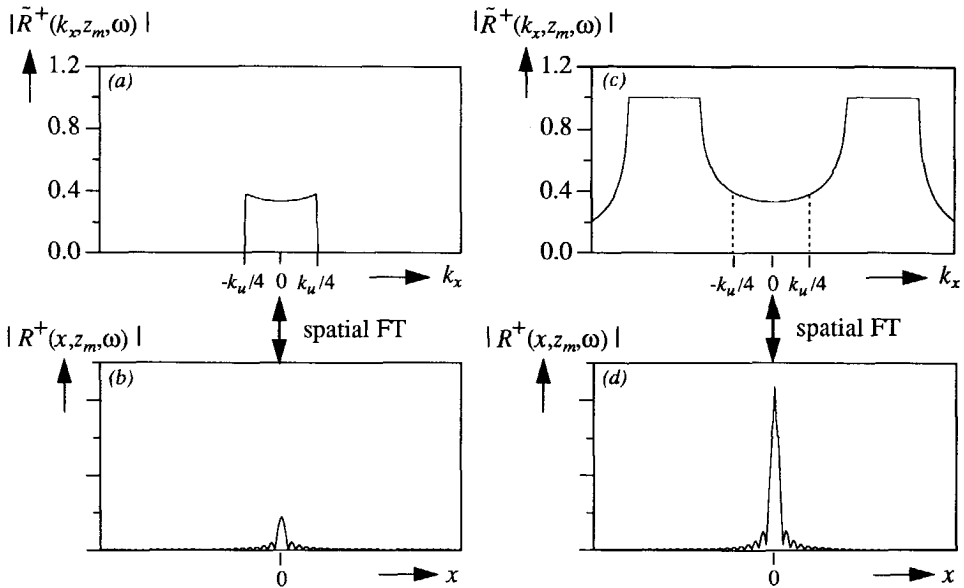 | R̃⁺(kₓ,zₘ,ω) |
1.2
0.8
0.4
0.0
(a)
-kᵤ/4 0 kᵤ/4 kₓ
spatial FT
| R⁺(x,zₘ,ω) |
(b)
0 x
| R̃⁺(kₓ,zₘ,ω) |
1.2
0.8
0.4
0.0
(c)
-kᵤ/4 0 kᵤ/4 kₓ
spatial FT
| R⁺(x,zₘ,ω) |
(d)
0 x